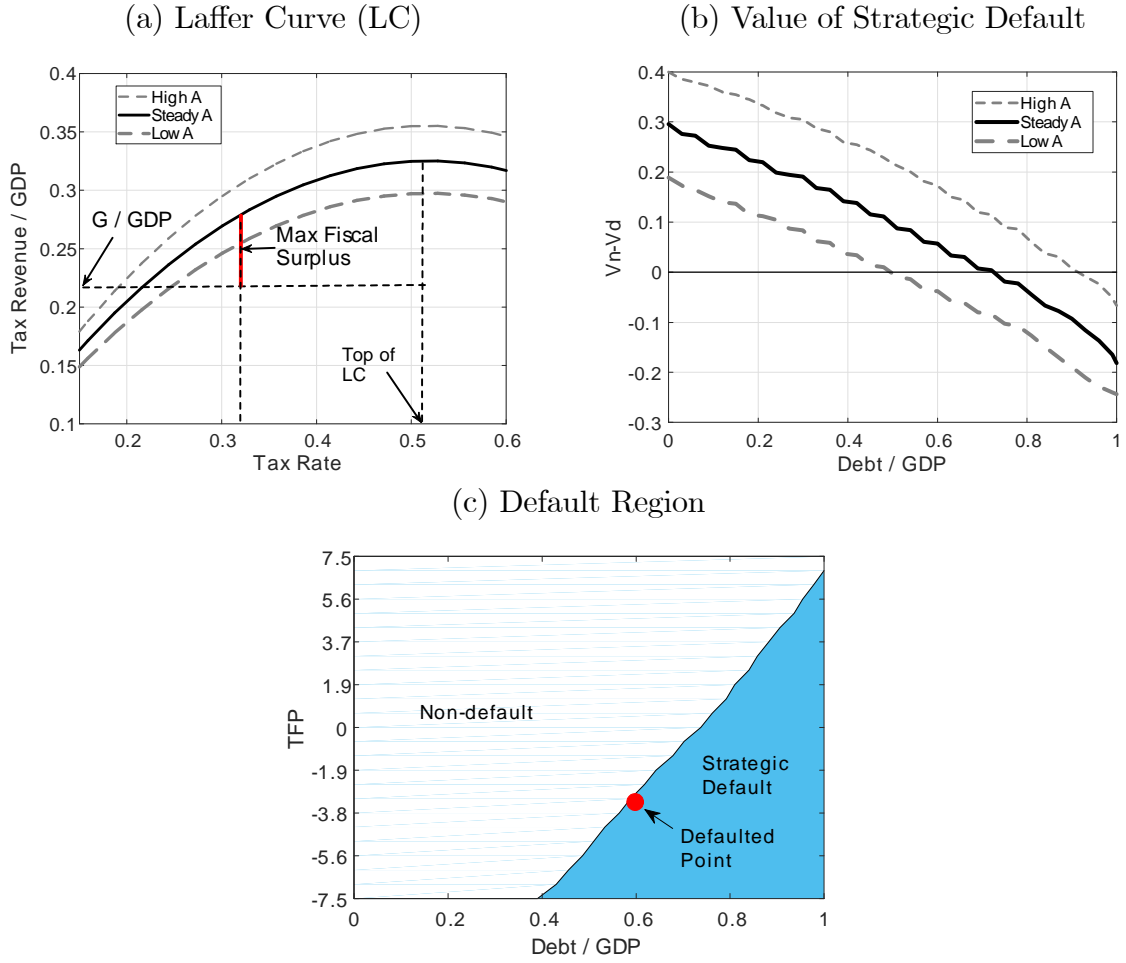 (a) Laffer Curve (LC)
(b) Value of Strategic Default
0.4
High A
Steady A
Low A
0.35
0.3
G / GDP
0.25
Max Fiscal
Surplus
0.2
Top of
LC
0.15
0.1
0.2
0.3
0.4
0.5
0.6
Tax Rate
Tax Revenue / GDP
0.4
High A
Steady A
Low A
0.3
0.2
0.1
0
-0.1
-0.2
-0.3
0
0.2
0.4
0.6
0.8
1
Debt / GDP
Vn-Vd
(c) Default Region
7.5
5.6
3.7
1.9
Non-default
0
Strategic
Default
-1.9
-3.8
Defaulted
Point
-5.6
-7.5
0
0.2
0.4
0.6
0.8
1
Debt / GDP
TFP